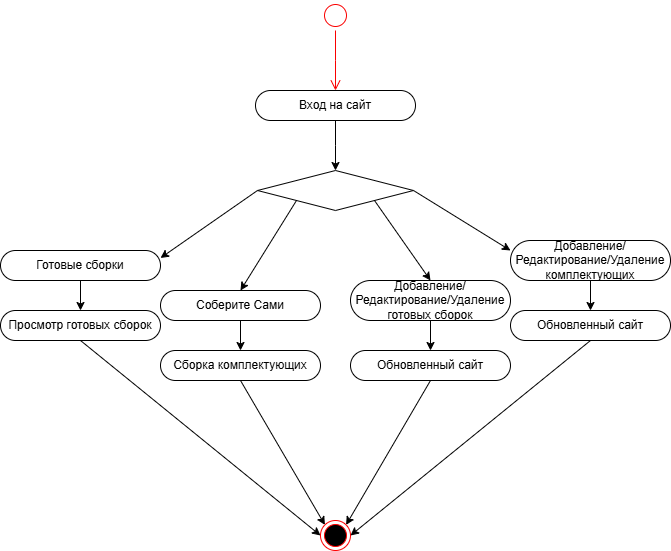 Вход на сайт
Готовые сборки
Просмотр готовых сборок
Соберите Сами
Сборка комплектующих
Добавление/
Редактирование/Удаление
готовых сборок
Обновленный сайт
Добавление/
Редактирование/Удаление
комплектующих
Обновленный сайт